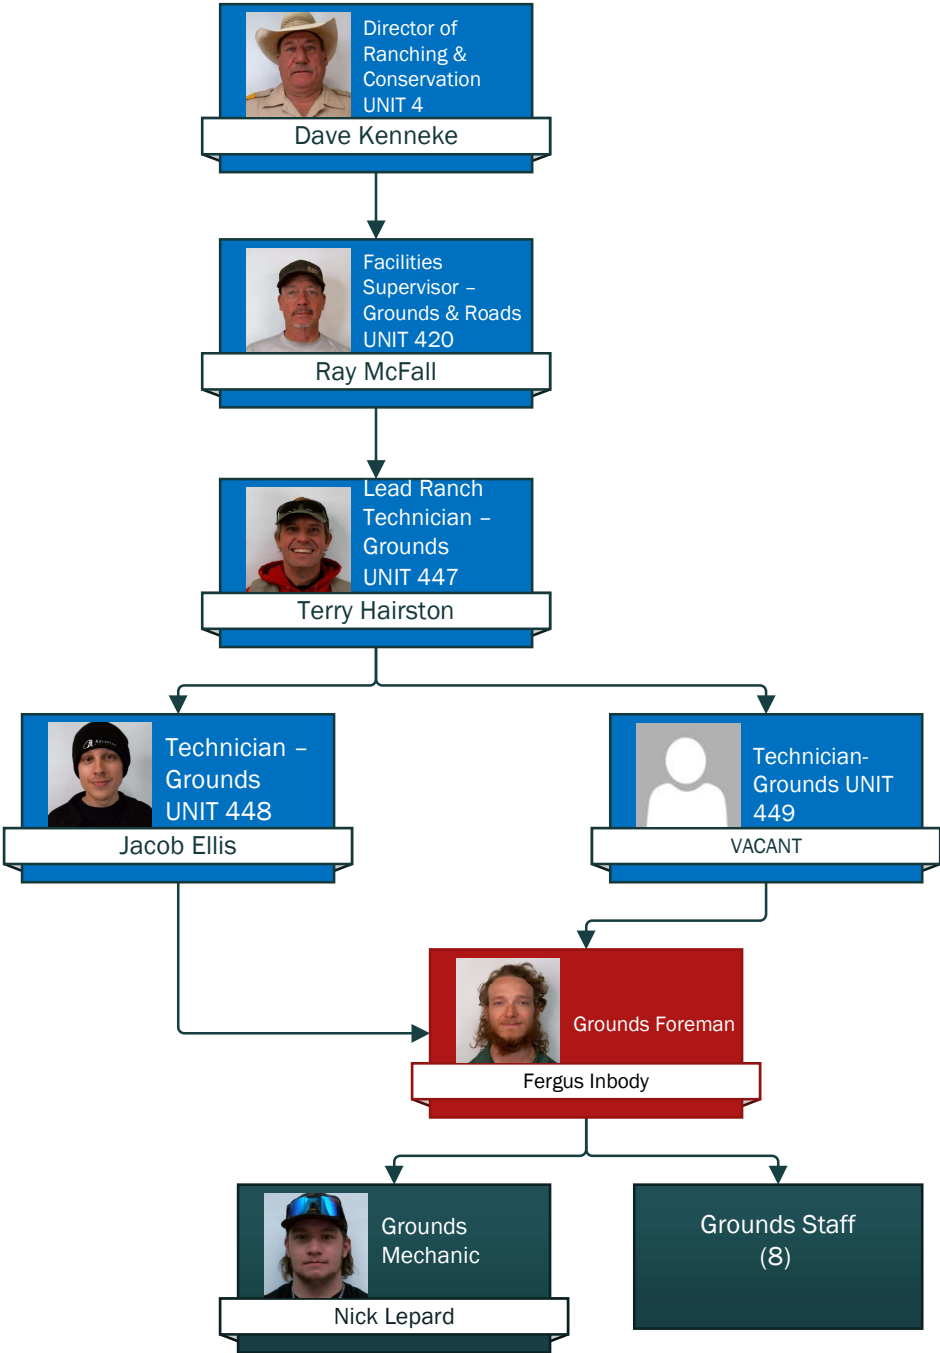 Director of
Ranching &
Conservation
UNIT 4
Dave Kenneke
Facilities
Supervisor –
Grounds & Roads
UNIT 420
Ray McFall
Lead Ranch
Technician –
Grounds
UNIT 447
Terry Hairston
Technician –
Grounds
UNIT 448
Jacob Ellis
Technician-
Grounds UNIT
449
VACANT
Grounds Foreman
Fergus Inbody
Grounds
Mechanic
Nick Lepard
Grounds Staff
(8)